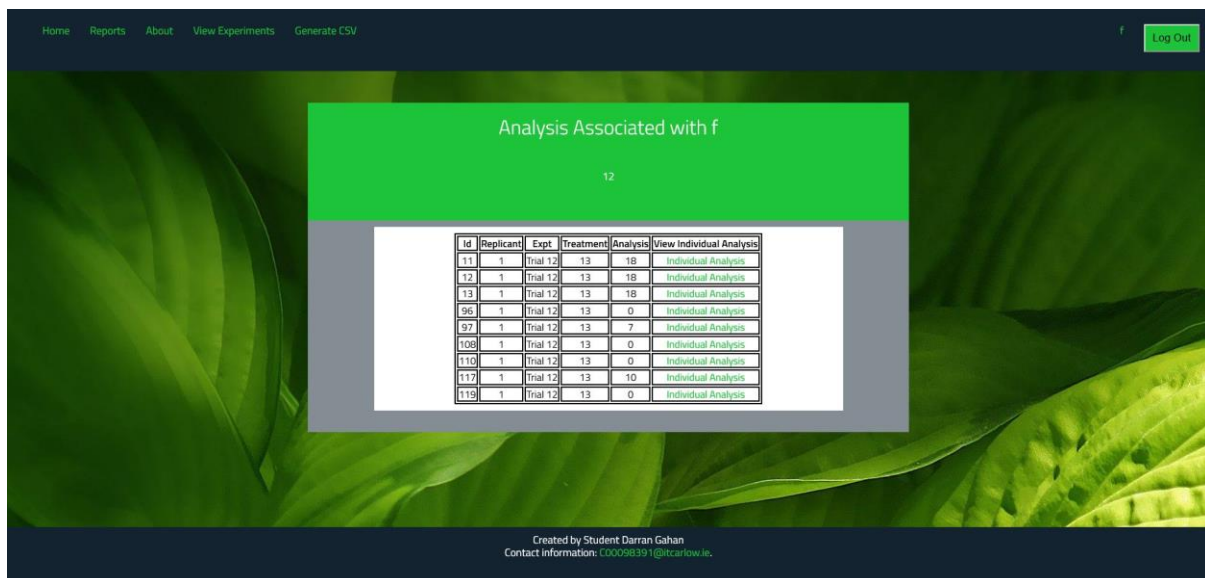 Home Reports About View Experiments Generate CSV f Log Out
Analysis Associated with f
12
Id Replicant Expt Treatment Analysis View Individual Analysis
11 1 Trial 12 13 18 Individual Analysis
12 1 Trial 12 13 18 Individual Analysis
13 1 Trial 12 13 18 Individual Analysis
96 1 Trial 12 13 0 Individual Analysis
97 1 Trial 12 13 7 Individual Analysis
108 1 Trial 12 13 0 Individual Analysis
110 1 Trial 12 13 0 Individual Analysis
117 1 Trial 12 13 10 Individual Analysis
119 1 Trial 12 13 0 Individual Analysis
Created by Student Darran Gahan
Contact information: C00098391@itcarlow.ie.